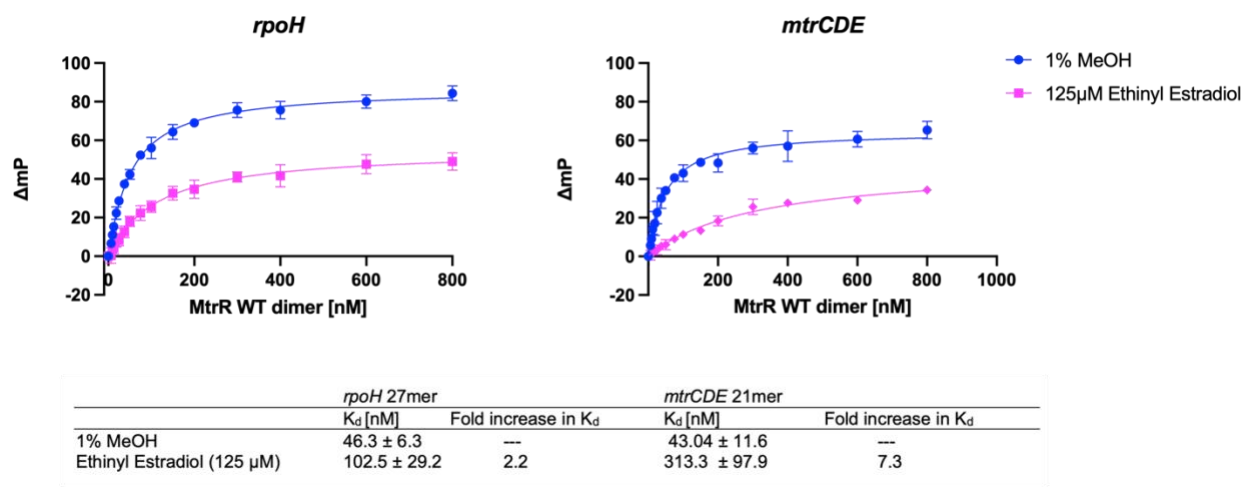 rpoH
100
80
60
40
20
0
-20
ΔmP
0 200 400 600 800
MtrR WT dimer [nM]
mtrCDE
100
80
60
40
20
0
-20
ΔmP
200 400 600 800 1000
MtrR WT dimer [nM]
1% MeOH
125µM Ethinyl Estradiol
rpoH 27mer mtrCDE 21mer
Kd [nM] Fold increase in Kd Kd [nM] Fold increase in Kd
1% MeOH 46.3 ± 6.3 --- 43.04 ± 11.6 ---
Ethinyl Estradiol (125 µM) 102.5 ± 29.2 2.2 313.3 ± 97.9 7.3